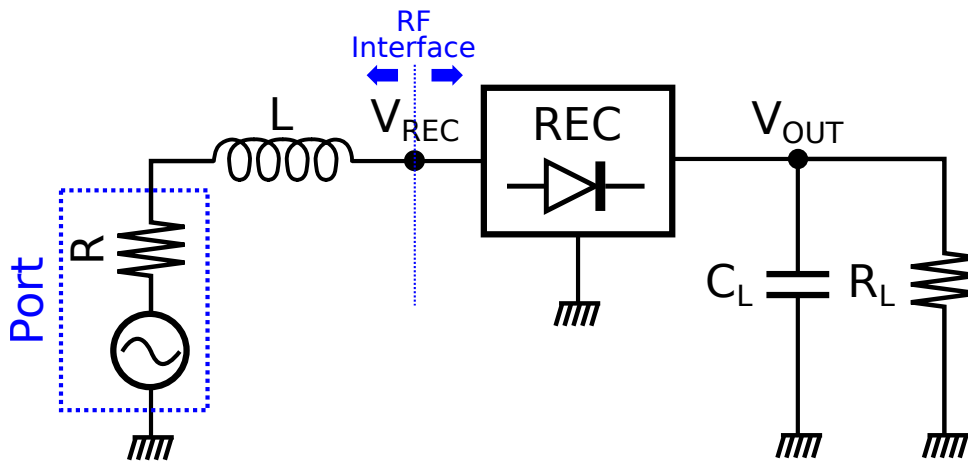 RF
Interface
L
V_REC
REC
V_OUT
R
Port
C_L
R_L